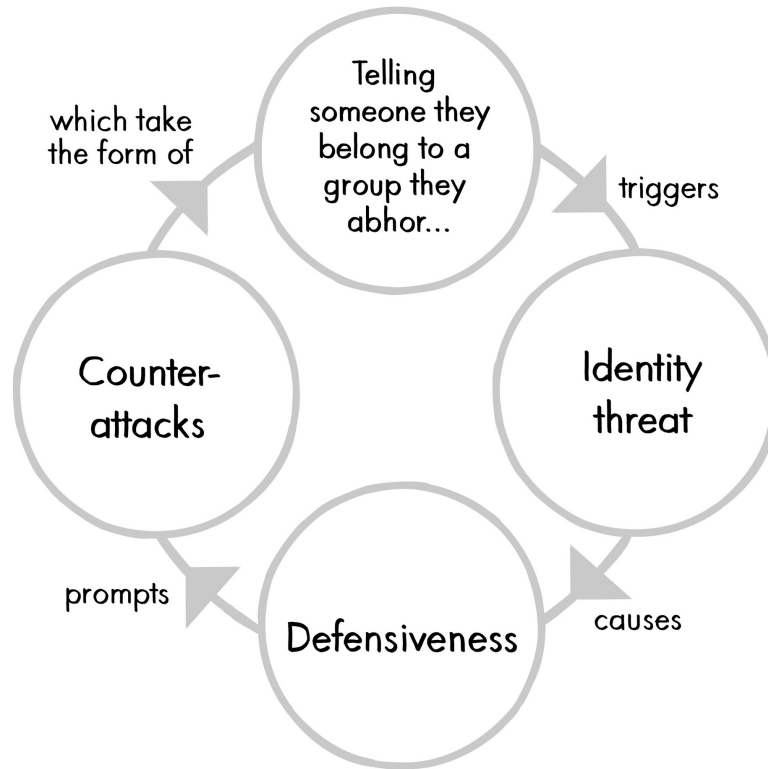 Telling
someone they
belong to a
group they
abhor...
triggers
Identity
threat
causes
Defensiveness
prompts
Counter-
attacks
which take
the form of